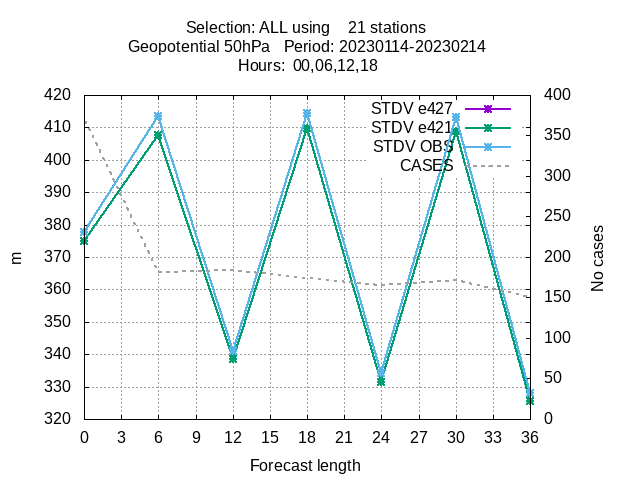 Selection: ALL using 21 stations
Geopotential 50hPa Period: 20230114-20230214
Hours: 00,06,12,18
STDV e427
STDV e421
STDV OBS
CASES
420
410
400
390
380
370
360
350
340
330
320
400
350
300
250
200
150
100
50
0
m
No cases
0 3 6 9 12 15 18 21 24 27 30 33 36
Forecast length